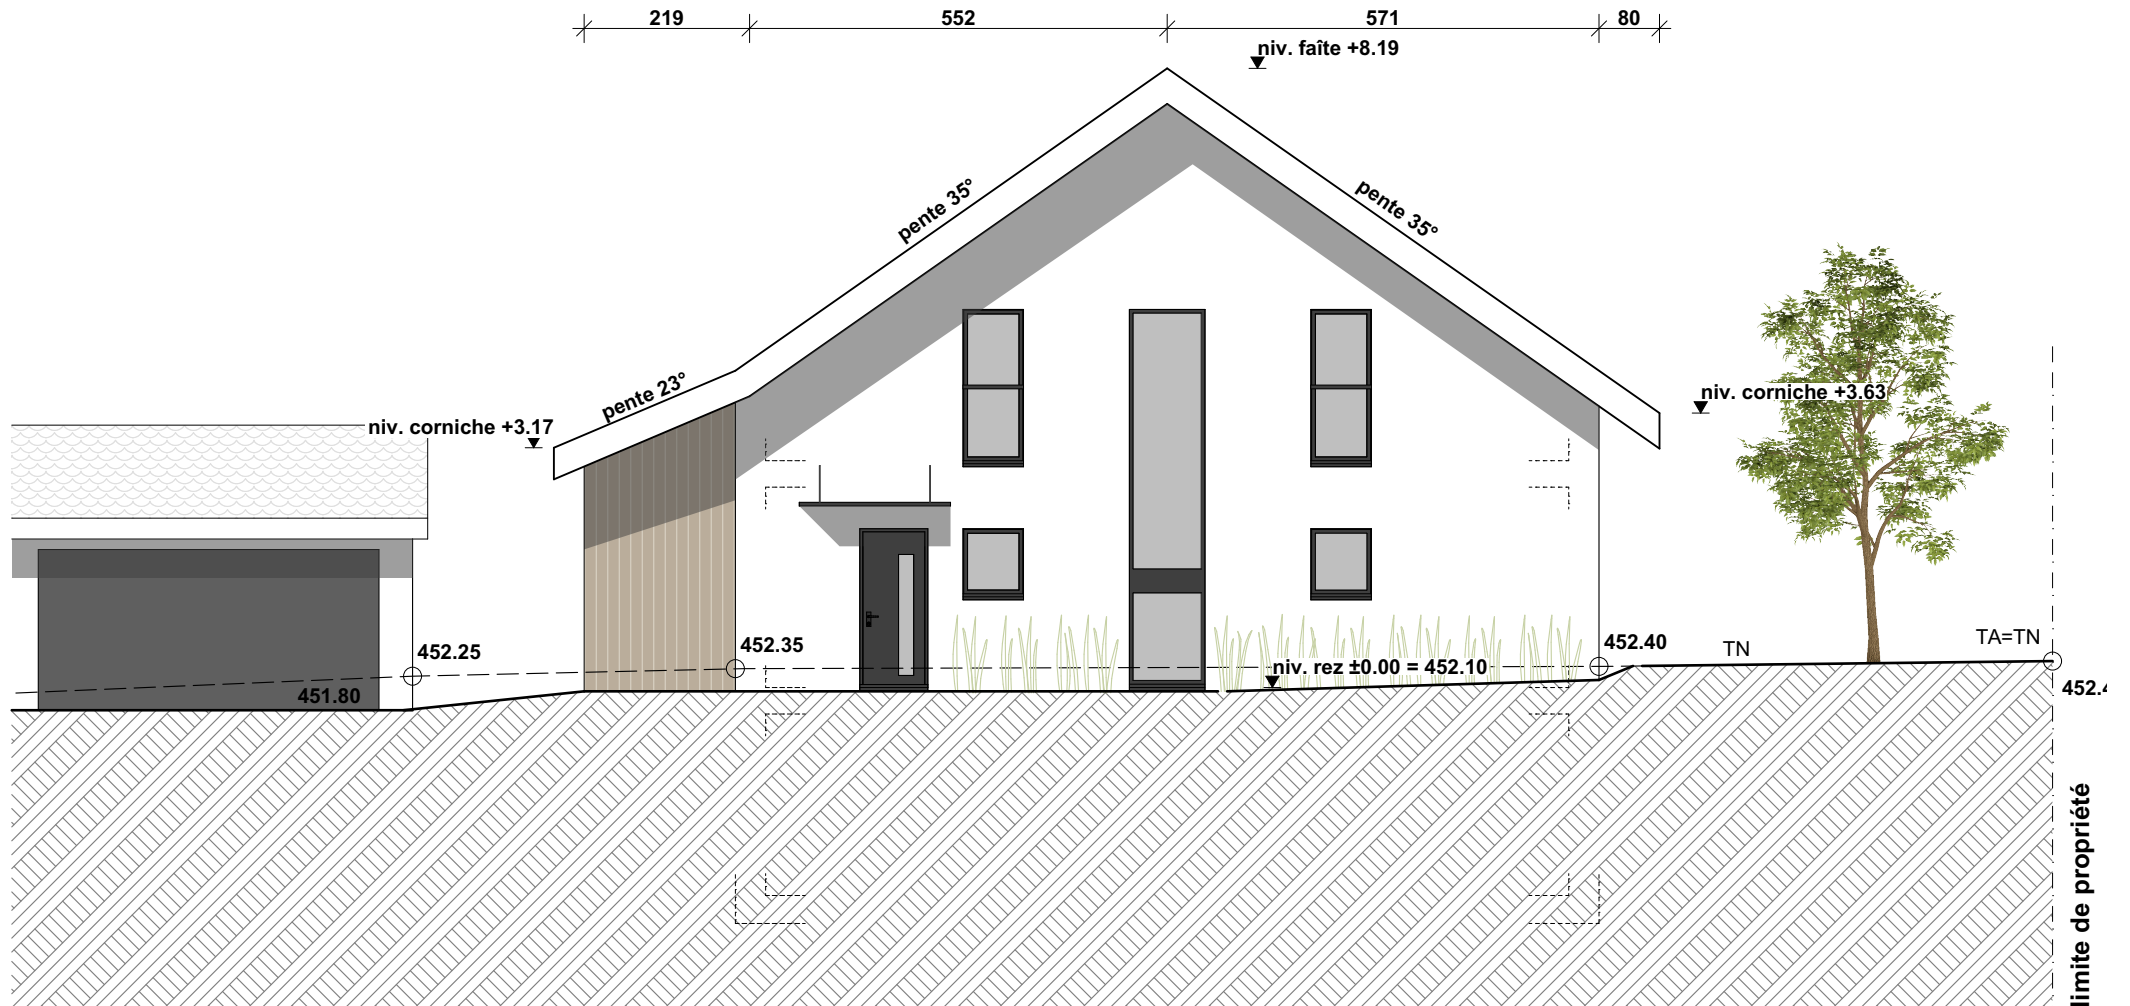 219
552
571
80
niv. faîte +8.19
pente 35°
pente 35°
pente 23°
niv. corniche +3.17
niv. corniche +3.63
452.25
452.35
452.40
TN
TA=TN
niv. rez ±0.00 = 452.10
451.80
limite de propriété